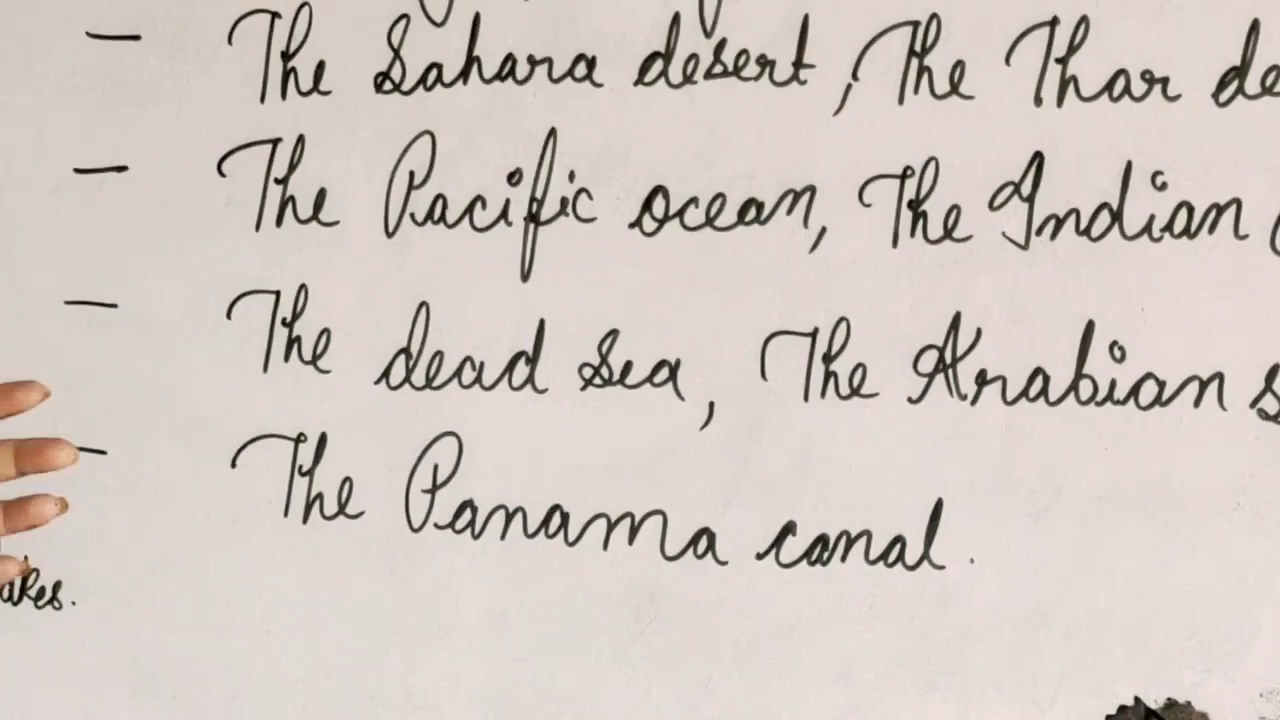 – The Sahara desert, The Thar de
– The Pacific ocean, The Indian
– The dead sea, The Arabian s
– The Panama canal.
akes.